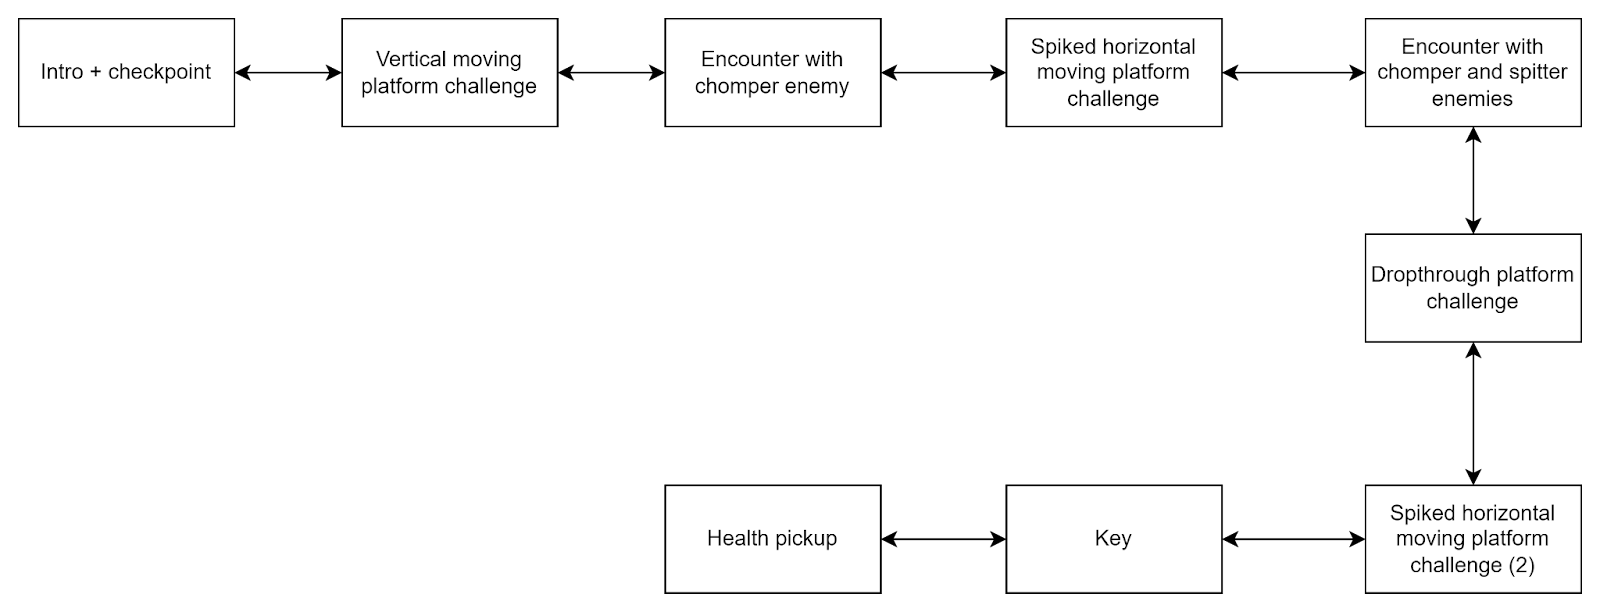 Intro + checkpoint
Vertical moving
platform challenge
Encounter with
chomper enemy
Spiked horizontal
moving platform
challenge
Encounter with
chomper and spitter
enemies
Dropthrough platform
challenge
Health pickup
Key
Spiked horizontal
moving platform
challenge (2)